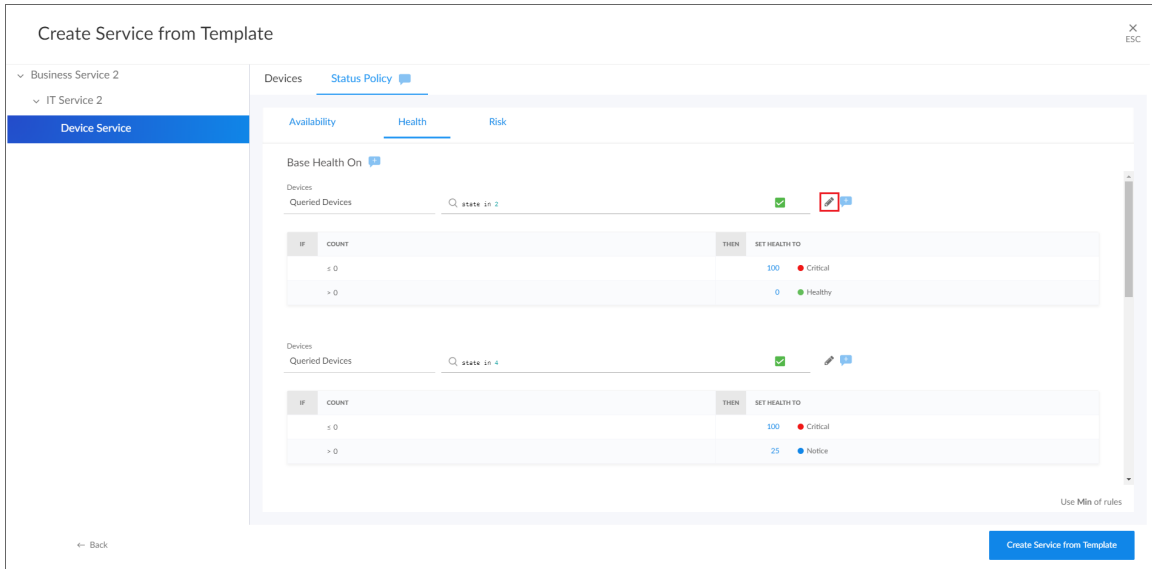 Create Service from Template
ESC
Business Service 2
IT Service 2
Device Service
Devices Status Policy
Availability Health Risk
Base Health On
Devices
Queried Devices state in 2
IF COUNT THEN SET HEALTH TO
≤ 0 100 Critical
> 0 0 Healthy
Devices
Queried Devices state in 4
IF COUNT THEN SET HEALTH TO
≤ 0 100 Critical
> 0 25 Notice
Use Min of rules
← Back Create Service from Template